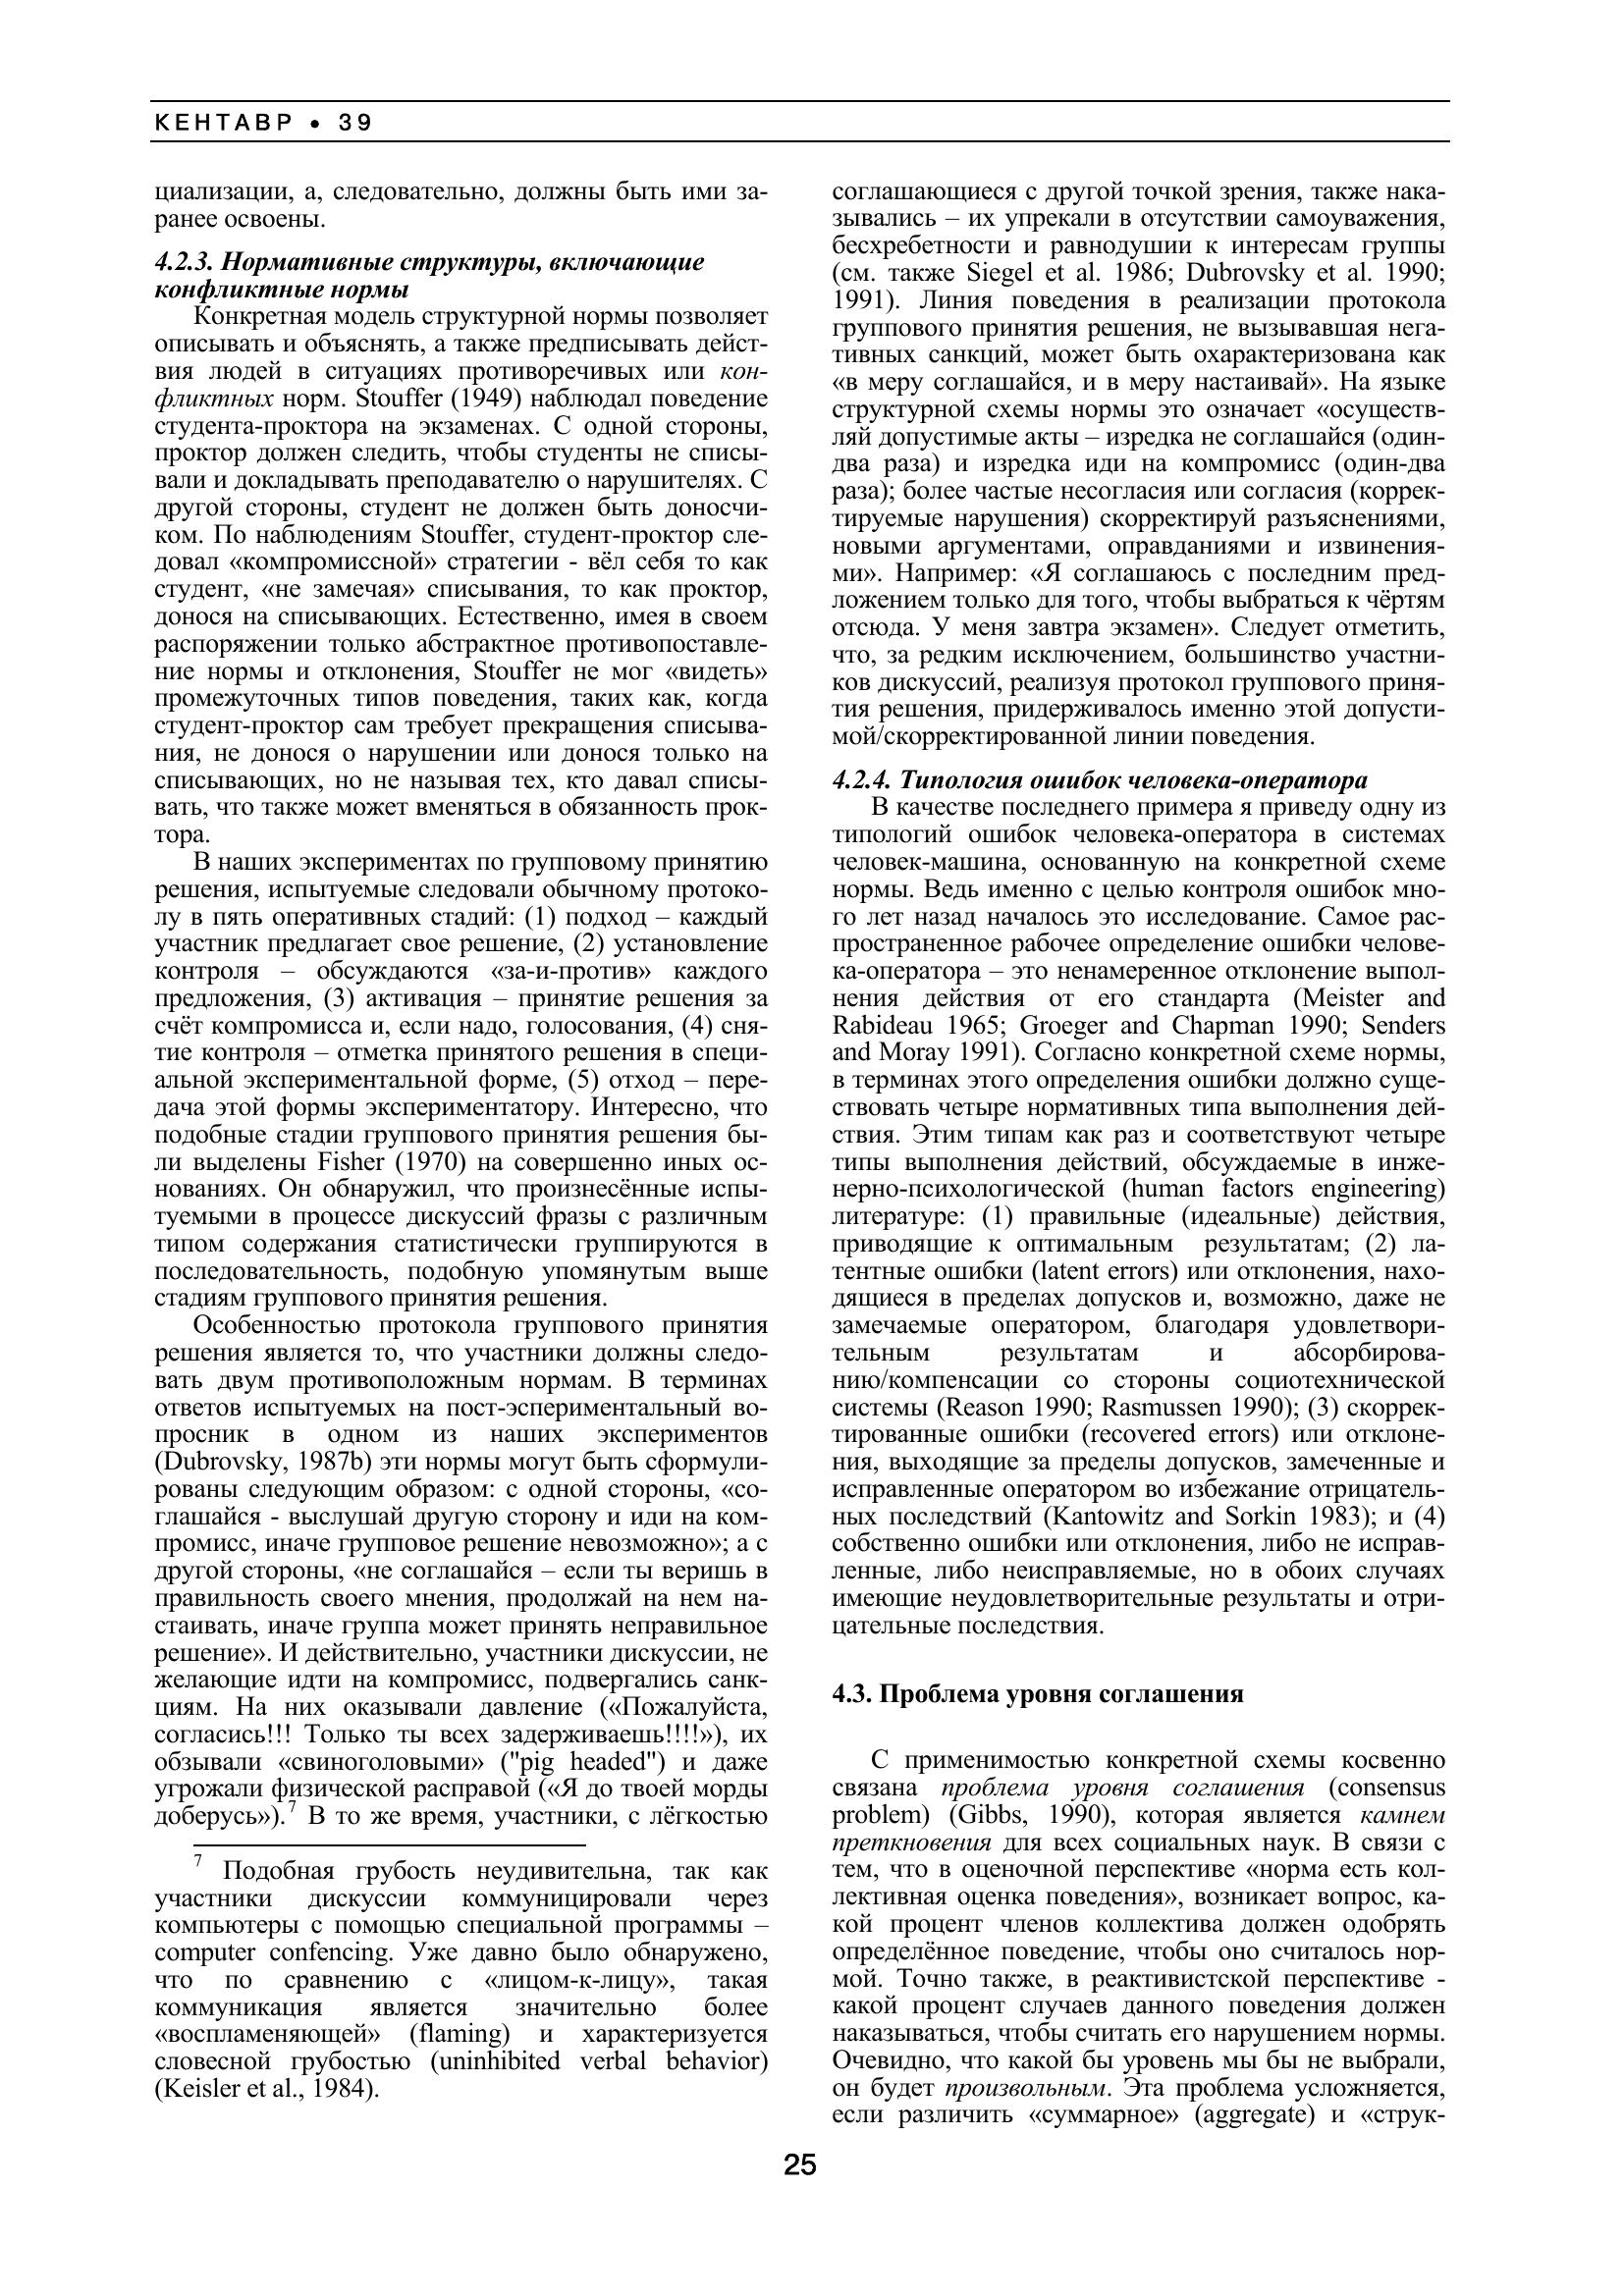 КЕНТАВР • 39
циализации, а, следовательно, должны быть ими за-
ранее освоены.
4.2.3. Нормативные структуры, включающие
конфликтные нормы
Конкретная модель структурной нормы позволяет
описывать и объяснять, а также предписывать дейст-
вия людей в ситуациях противоречивых или кон-
фликтных норм. Stouffer (1949) наблюдал поведение
студента-проктора на экзаменах. С одной стороны,
проктор должен следить, чтобы студенты не списы-
вали и докладывать преподавателю о нарушителях. С
другой стороны, студент не должен быть доносчи-
ком. По наблюдениям Stouffer, студент-проктор сле-
довал «компромиссной» стратегии - вёл себя то как
студент, «не замечая» списывания, то как проктор,
донося на списывающих. Естественно, имея в своем
распоряжении только абстрактное противопоставле-
ние нормы и отклонения, Stouffer не мог «видеть»
промежуточных типов поведения, таких как, когда
студент-проктор сам требует прекращения списыва-
ния, не донося о нарушении или донося только на
списывающих, но не называя тех, кто давал списы-
вать, что также может вменяться в обязанность прок-
тора.
В наших экспериментах по групповому принятию
решения, испытуемые следовали обычному протоко-
лу в пять оперативных стадий: (1) подход – каждый
участник предлагает свое решение, (2) установление
контроля – обсуждаются «за-и-против» каждого
предложения, (3) активация – принятие решения за
счёт компромисса и, если надо, голосования, (4) сня-
тие контроля – отметка принятого решения в специ-
альной экспериментальной форме, (5) отход – пере-
дача этой формы экспериментатору. Интересно, что
подобные стадии группового принятия решения бы-
ли выделены Fisher (1970) на совершенно иных ос-
нованиях. Он обнаружил, что произнесённые испы-
туемыми в процессе дискуссий фразы с различным
типом содержания статистически группируются в
последовательность, подобную упомянутым выше
стадиям группового принятия решения.
Особенностью протокола группового принятия
решения является то, что участники должны следо-
вать двум противоположным нормам. В терминах
ответов испытуемых на пост-эспериментальный во-
просник в одном из наших экспериментов
(Dubrovsky, 1987b) эти нормы могут быть сформули-
рованы следующим образом: с одной стороны, «со-
глашайся - выслушай другую сторону и иди на ком-
промисс, иначе групповое решение невозможно»; а с
другой стороны, «не соглашайся – если ты веришь в
правильность своего мнения, продолжай на нем на-
стаивать, иначе группа может принять неправильное
решение». И действительно, участники дискуссии, не
желающие идти на компромисс, подвергались санк-
циям. На них оказывали давление («Пожалуйста,
согласись!!! Только ты всех задерживаешь!!!!»), их
обзывали «свиноголовыми» ("pig headed") и даже
угрожали физической расправой («Я до твоей морды
доберусь»).7 В то же время, участники, с лёгкостью
7 Подобная грубость неудивительна, так как
участники дискуссии коммуницировали через
компьютеры с помощью специальной программы –
computer confencing. Уже давно было обнаружено,
что по сравнению с «лицом-к-лицу», такая
коммуникация является значительно более
«воспламеняющей» (flaming) и характеризуется
словесной грубостью (uninhibited verbal behavior)
(Keisler et al., 1984).
соглашающиеся с другой точкой зрения, также нака-
зывались – их упрекали в отсутствии самоуважения,
бесхребетности и равнодушии к интересам группы
(см. также Siegel et al. 1986; Dubrovsky et al. 1990;
1991). Линия поведения в реализации протокола
группового принятия решения, не вызывавшая нега-
тивных санкций, может быть охарактеризована как
«в меру соглашайся, и в меру настаивай». На языке
структурной схемы нормы это означает «осуществ-
ляй допустимые акты – изредка не соглашайся (один-
два раза) и изредка иди на компромисс (один-два
раза); более частые несогласия или согласия (коррек-
тируемые нарушения) скорректируй разъяснениями,
новыми аргументами, оправданиями и извинения-
ми». Например: «Я соглашаюсь с последним пред-
ложением только для того, чтобы выбраться к чёртям
отсюда. У меня завтра экзамен». Следует отметить,
что, за редким исключением, большинство участни-
ков дискуссий, реализуя протокол группового приня-
тия решения, придерживалось именно этой допусти-
мой/скорректированной линии поведения.
4.2.4. Типология ошибок человека-оператора
В качестве последнего примера я приведу одну из
типологий ошибок человека-оператора в системах
человек-машина, основанную на конкретной схеме
нормы. Ведь именно с целью контроля ошибок мно-
го лет назад началось это исследование. Самое рас-
пространенное рабочее определение ошибки челове-
ка-оператора – это ненамеренное отклонение выпол-
нения действия от его стандарта (Meister and
Rabideau 1965; Groeger and Chapman 1990; Senders
and Moray 1991). Согласно конкретной схеме нормы,
в терминах этого определения ошибки должно суще-
ствовать четыре нормативных типа выполнения дей-
ствия. Этим типам как раз и соответствуют четыре
типы выполнения действий, обсуждаемые в инже-
нерно-психологической (human factors engineering)
литературе: (1) правильные (идеальные) действия,
приводящие к оптимальным результатам; (2) ла-
тентные ошибки (latent errors) или отклонения, нахо-
дящиеся в пределах допусков и, возможно, даже не
замечаемые оператором, благодаря удовлетвори-
тельным результатам и абсорбирова-
нию/компенсации со стороны социотехнической
системы (Reason 1990; Rasmussen 1990); (3) скоррек-
тированные ошибки (recovered errors) или отклоне-
ния, выходящие за пределы допусков, замеченные и
исправленные оператором во избежание отрицатель-
ных последствий (Kantowitz and Sorkin 1983); и (4)
собственно ошибки или отклонения, либо не исправ-
ленные, либо неисправляемые, но в обоих случаях
имеющие неудовлетворительные результаты и отри-
цательные последствия.
4.3. Проблема уровня соглашения
С применимостью конкретной схемы косвенно
связана проблема уровня соглашения (consensus
problem) (Gibbs, 1990), которая является камнем
преткновения для всех социальных наук. В связи с
тем, что в оценочной перспективе «норма есть кол-
лективная оценка поведения», возникает вопрос, ка-
кой процент членов коллектива должен одобрять
определённое поведение, чтобы оно считалось нор-
мой. Точно также, в реактивистской перспективе -
какой процент случаев данного поведения должен
наказываться, чтобы считать его нарушением нормы.
Очевидно, что какой бы уровень мы бы не выбрали,
он будет произвольным. Эта проблема усложняется,
если различить «суммарное» (aggregate) и «струк-
25